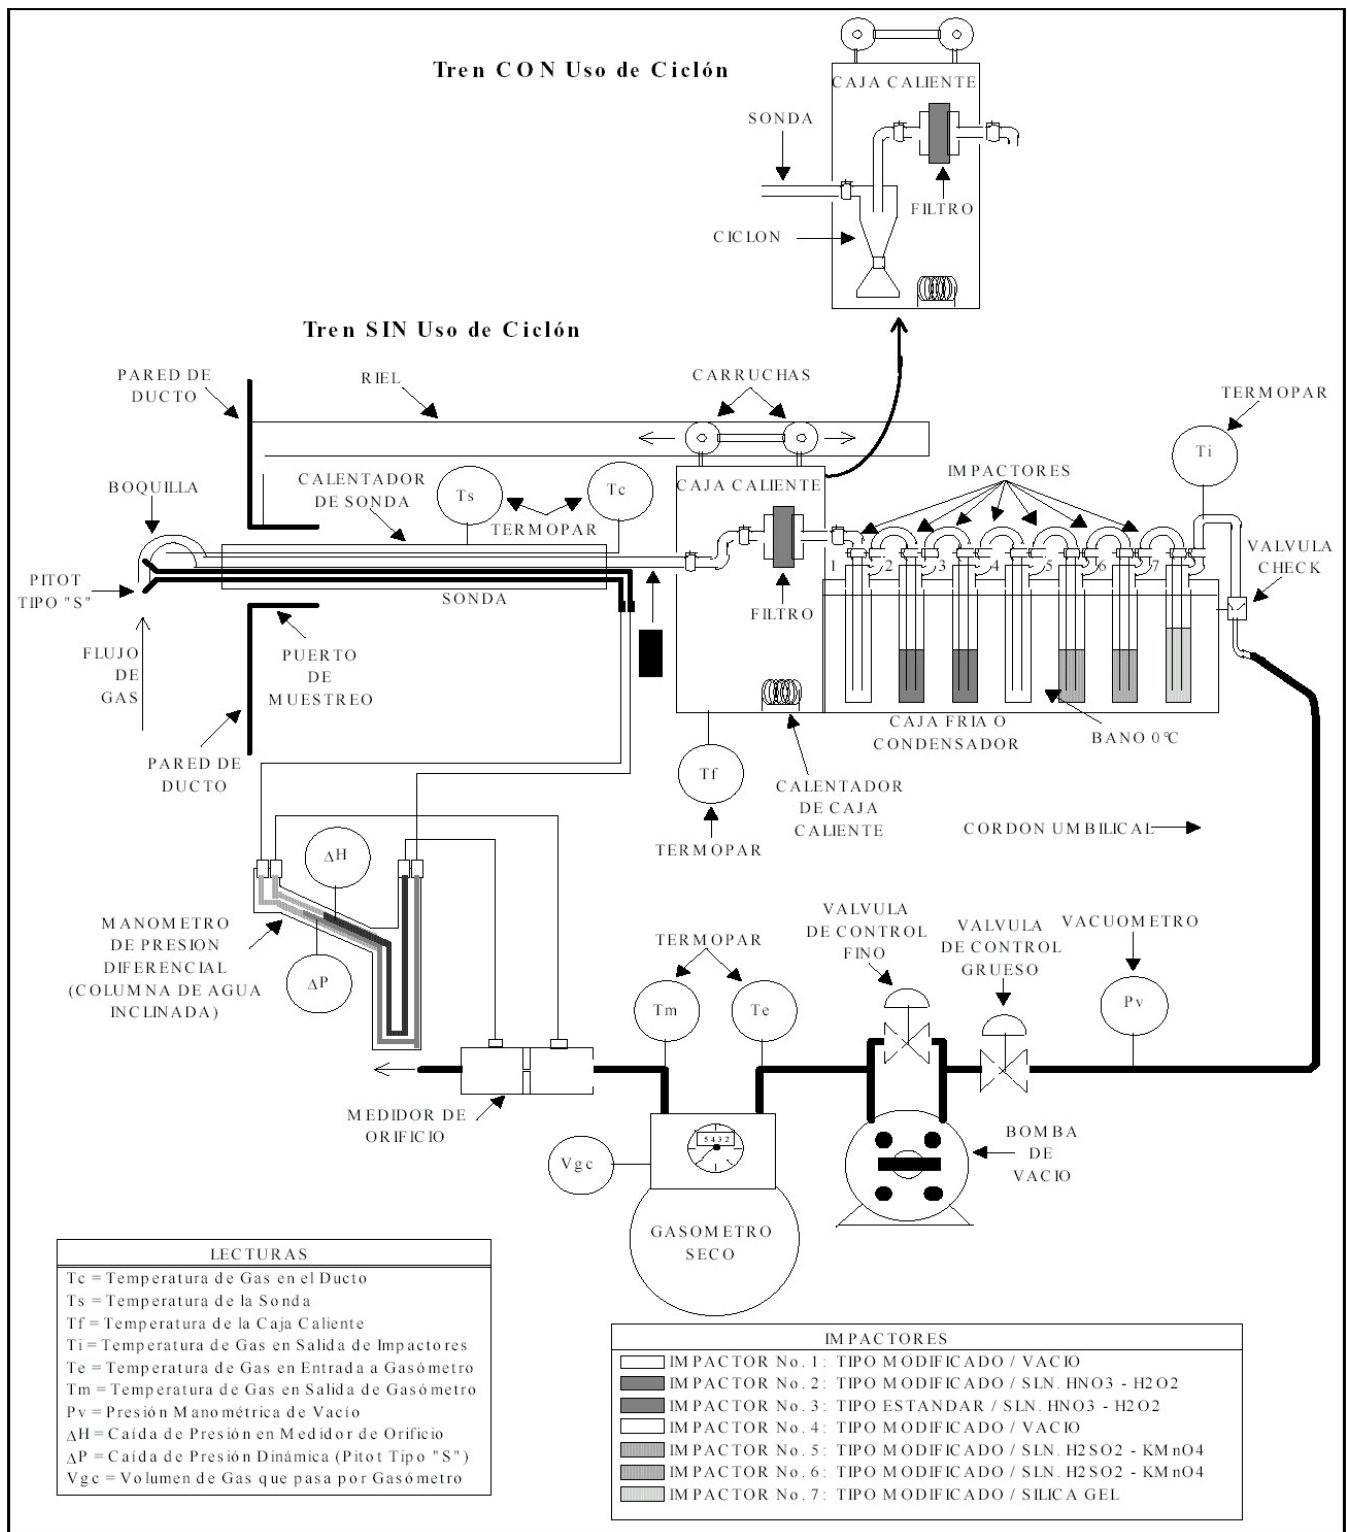 Tren CON Uso de Ciclón
CAJA CALIENTE
SONDA
FILTRO
CICLON
Tren SIN Uso de Ciclón
PARED DE
DUCTO
RIEL
CARRUCHAS
TERMOPAR
Ti
BOQUILLA
CALENTADOR
DE SONDA
Ts
Tc
TERMOPAR
CAJA CALIENTE
IMPACTORES
VALVULA
CHECK
1
2
3
4
5
6
7
PITOT
TIPO "S"
SONDA
FILTRO
FLUJO
DE
GAS
PUERTO
DE
MUESTREO
CAJA FRIA O
CONDENSADOR
BANO 0°C
PARED DE
DUCTO
Tf
CALENTADOR
DE CAJA
CALIENTE
TERMOPAR
CORDON UMBILICAL
ΔH
MANOMETRO
DE PRESION
DIFERENCIAL
(COLUMNA DE AGUA
INCLINADA)
ΔP
TERMOPAR
Tm
Te
VALVULA
DE CONTROL
FINO
VALVULA
DE CONTROL
GRUESO
VACUOMETRO
Pv
MEDIDOR DE
ORIFICIO
5432
Vgc
GASOMETRO
SECO
BOMBA
DE
VACIO
LECTURAS
Tc = Temperatura de Gas en el Ducto
Ts = Temperatura de la Sonda
Tf = Temperatura de la Caja Caliente
Ti = Temperatura de Gas en Salida de Impactores
Te = Temperatura de Gas en Entrada a Gasómetro
Tm = Temperatura de Gas en Salida de Gasómetro
Pv = Presión Manométrica de Vacío
ΔH = Caída de Presión en Medidor de Orificio
ΔP = Caída de Presión Dinámica (Pitot Tipo "S")
Vgc = Volumen de Gas que pasa por Gasómetro
IMPACTORES
IMPACTOR No. 1: TIPO MODIFICADO / VACIO
IMPACTOR No. 2: TIPO MODIFICADO / SLN. HNO3 - H2O2
IMPACTOR No. 3: TIPO ESTANDAR / SLN. HNO3 - H2O2
IMPACTOR No. 4: TIPO MODIFICADO / VACIO
IMPACTOR No. 5: TIPO MODIFICADO / SLN. H2SO2 - KMnO4
IMPACTOR No. 6: TIPO MODIFICADO / SLN. H2SO2 - KMnO4
IMPACTOR No. 7: TIPO MODIFICADO / SILICA GEL